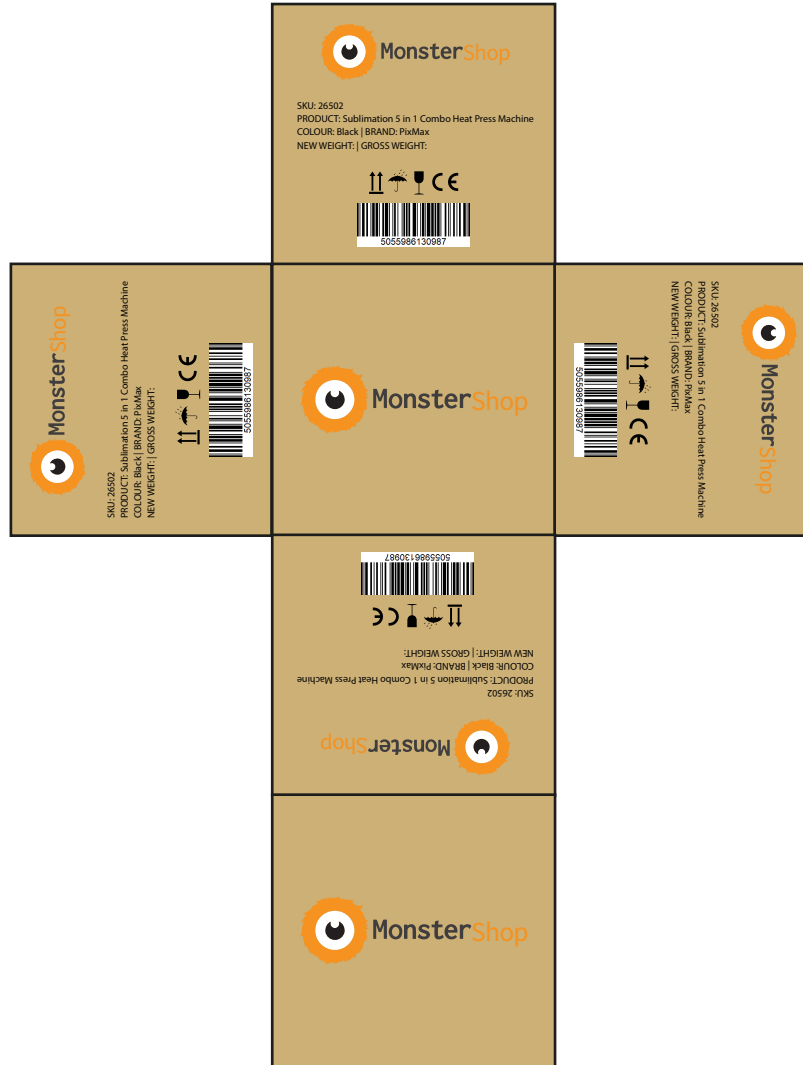 MonsterShop
SKU: 26502
PRODUCT: Sublimation 5 in 1 Combo Heat Press Machine
COLOUR: Black | BRAND: PixMax
NEW WEIGHT: | GROSS WEIGHT:
CE
5055986130987
MonsterShop
SKU: 26502
PRODUCT: Sublimation 5 in 1 Combo Heat Press Machine
COLOUR: Black | BRAND: PixMax
NEW WEIGHT: | GROSS WEIGHT:
CE
5055986130987
MonsterShop
5055986130987
CE
NEW WEIGHT: | GROSS WEIGHT:
COLOUR: Black | BRAND: PixMax
PRODUCT: Sublimation 5 in 1 Combo Heat Press Machine
SKU: 26502
MonsterShop
MonsterShop
SKU: 26502
PRODUCT: Sublimation 5 in 1 Combo Heat Press Machine
COLOUR: Black | BRAND: PixMax
NEW WEIGHT: | GROSS WEIGHT:
CE
5055986130987
MonsterShop